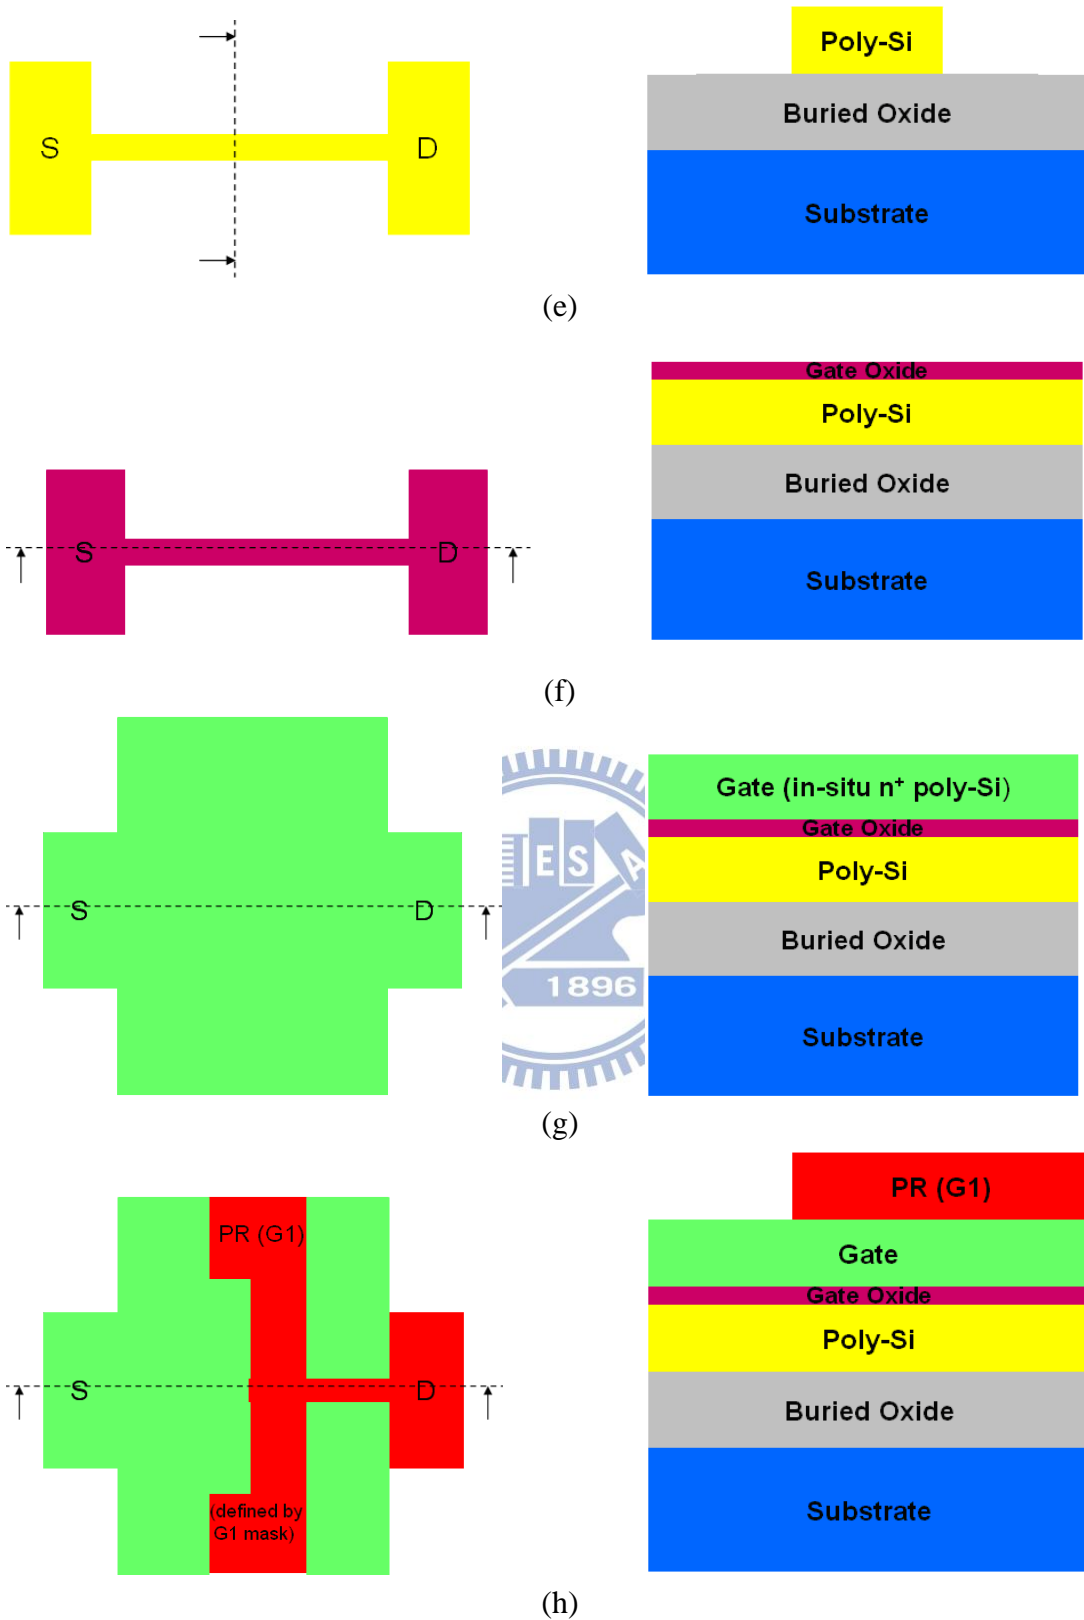 Poly-Si
Buried Oxide
Substrate
S
D
(e)
Gate Oxide
Poly-Si
Buried Oxide
Substrate
S
D
(f)
Gate (in-situ n⁺ poly-Si)
Gate Oxide
Poly-Si
Buried Oxide
Substrate
S
D
E S A
1896
(g)
PR (G1)
Gate
Gate Oxide
Poly-Si
Buried Oxide
Substrate
PR (G1)
S
D
(defined by
G1 mask)
(h)